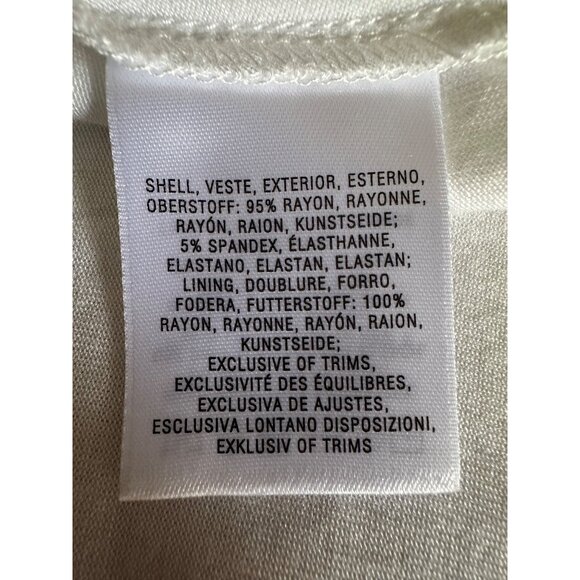 SHELL, VESTE, EXTERIOR, ESTERNO,
OBERSTOFF: 95% RAYON, RAYONNE,
RAYÓN, RAION, KUNSTSEIDE;
5% SPANDEX, ÉLASTHANNE,
ELASTANO, ELASTAN, ELASTAN;
LINING, DOUBLURE, FORRO,
FODERA, FUTTERSTOFF: 100%
RAYON, RAYONNE, RAYÓN, RAION,
KUNSTSEIDE;
EXCLUSIVE OF TRIMS,
EXCLUSIVITÉ DES ÉQUILIBRES,
EXCLUSIVA DE AJUSTES,
ESCLUSIVA LONTANO DISPOSIZIONI,
EXKLUSIV OF TRIMS